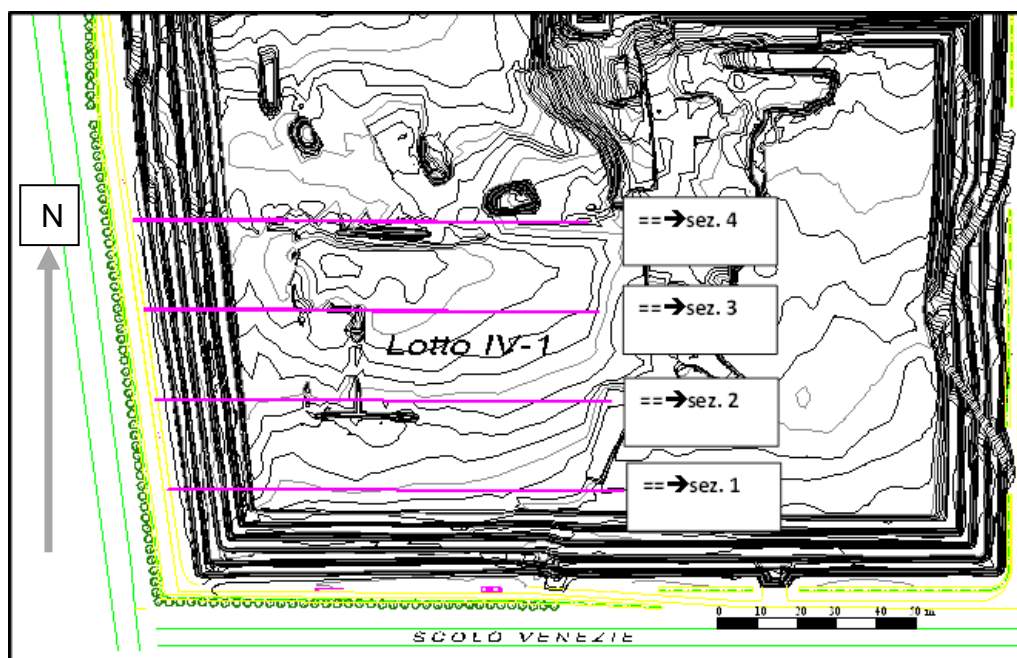 N
==➔sez. 4
==➔sez. 3
Lotto IV-1
==➔sez. 2
==➔sez. 1
0 10 20 30 40 50 m
SCOLO VENEZIE